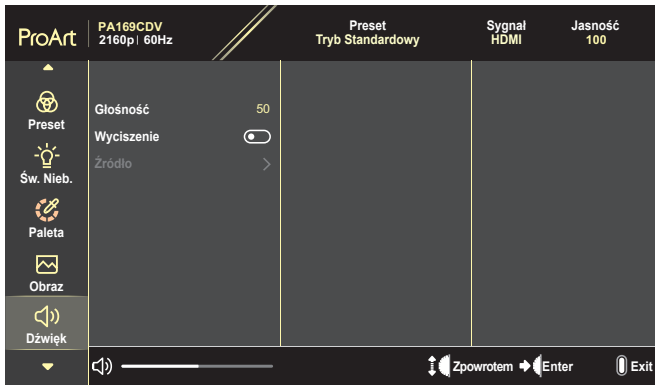 ProArt
PA169CDV
2160p | 60Hz
Preset
Tryb Standardowy
Sygnał
HDMI
Jasność
100
Preset
Św. Nieb.
Paleta
Obraz
Dźwięk
Głośność 50
Wyciszenie
Źródło
Zpowrotem Enter Exit